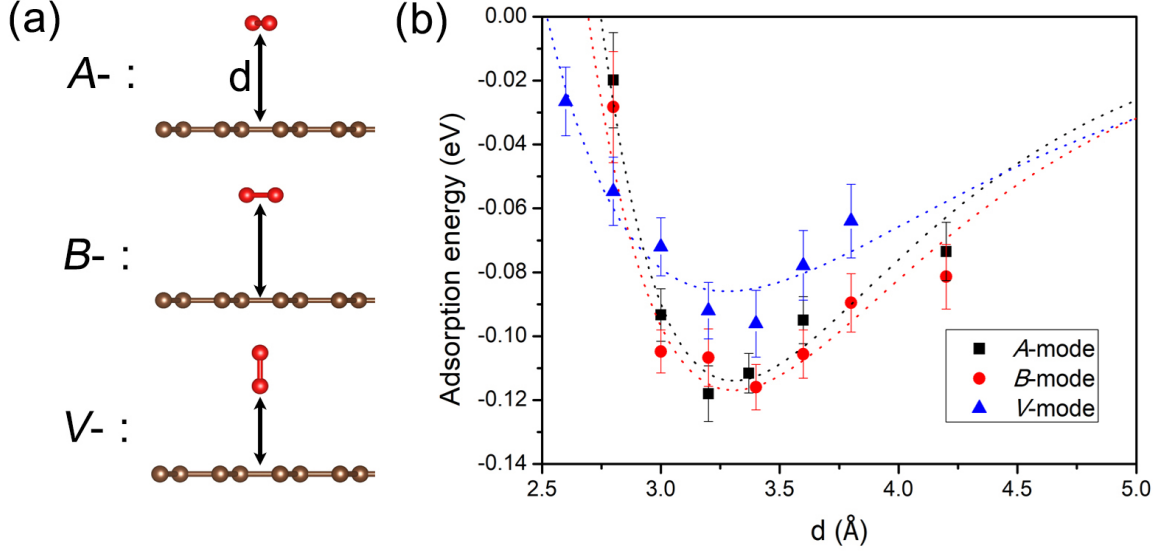 (a)
A- :
d
B- :
V- :
(b)
Adsorption energy (eV)
0.00
-0.02
-0.04
-0.06
-0.08
-0.10
-0.12
-0.14
A-mode
B-mode
V-mode
2.5 3.0 3.5 4.0 4.5 5.0
d (Å)